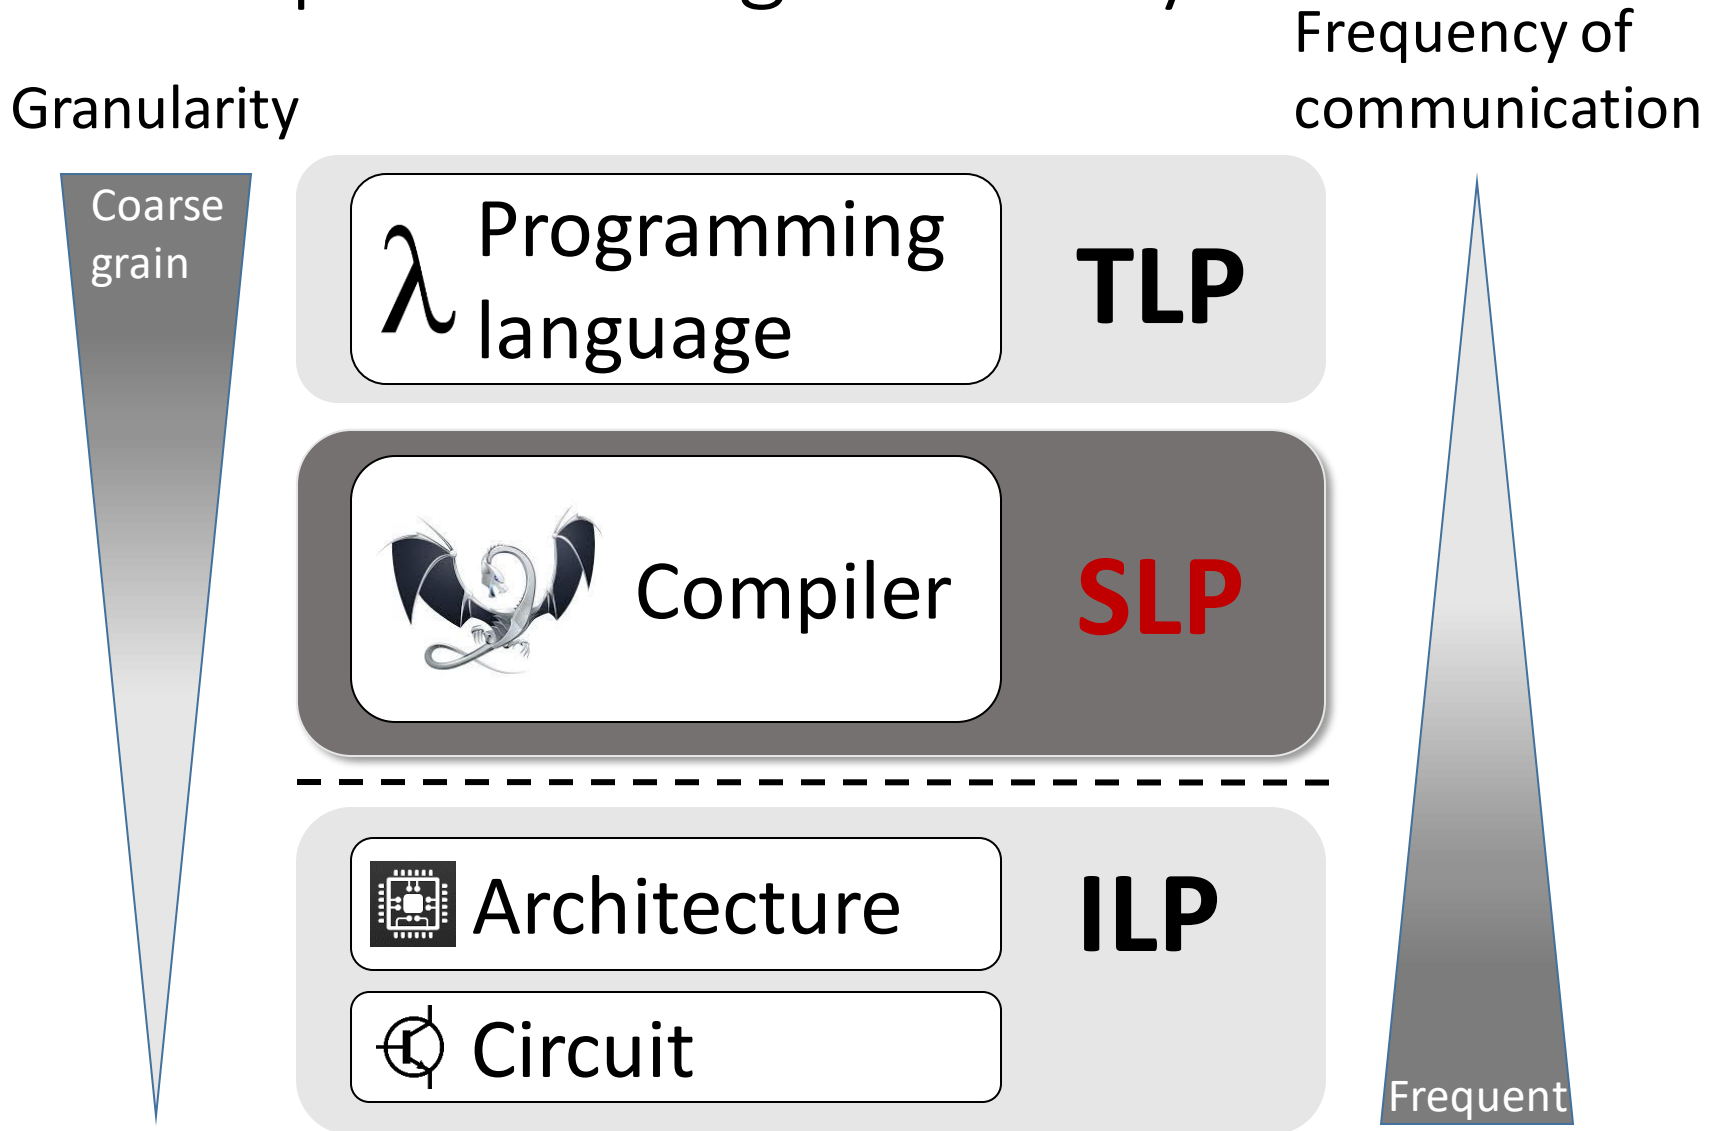 Frequency of
Granularity
communication
Coarse
grain
λ
Programming
language
TLP
Compiler
SLP
Architecture
ILP
Circuit
Frequent